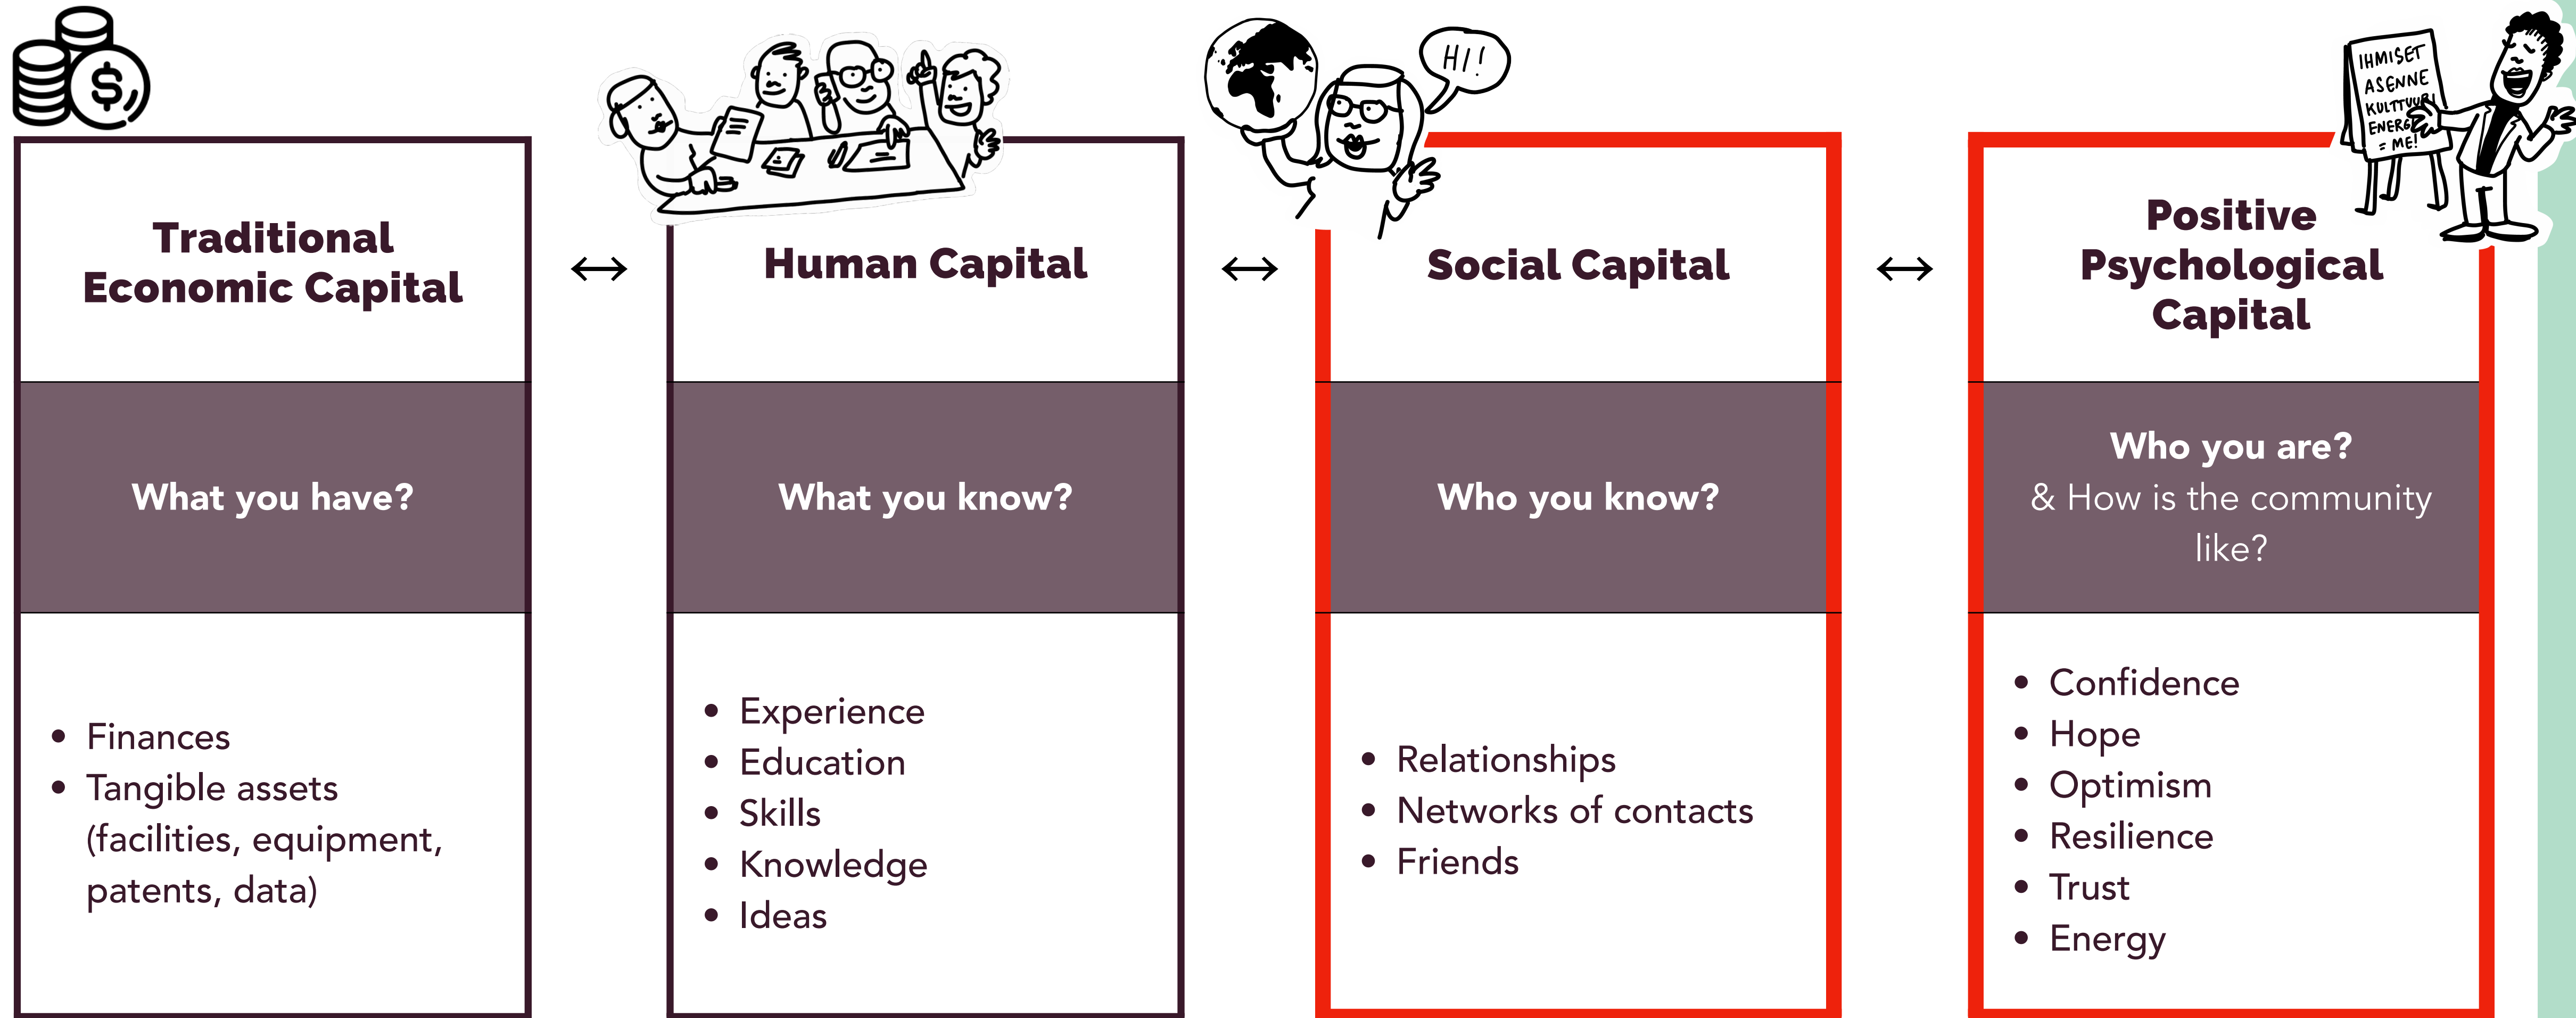 $
HI!
IHMISET
ASENNE
KULTTUURI
= ME!
Traditional
Economic Capital
↔
Human Capital
↔
Social Capital
↔
Positive
Psychological
Capital
What you have?
What you know?
Who you know?
Who you are?
& How is the community
like?
• Finances
• Tangible assets
(facilities, equipment,
patents, data)
• Experience
• Education
• Skills
• Knowledge
• Ideas
• Relationships
• Networks of contacts
• Friends
• Confidence
• Hope
• Optimism
• Resilience
• Trust
• Energy